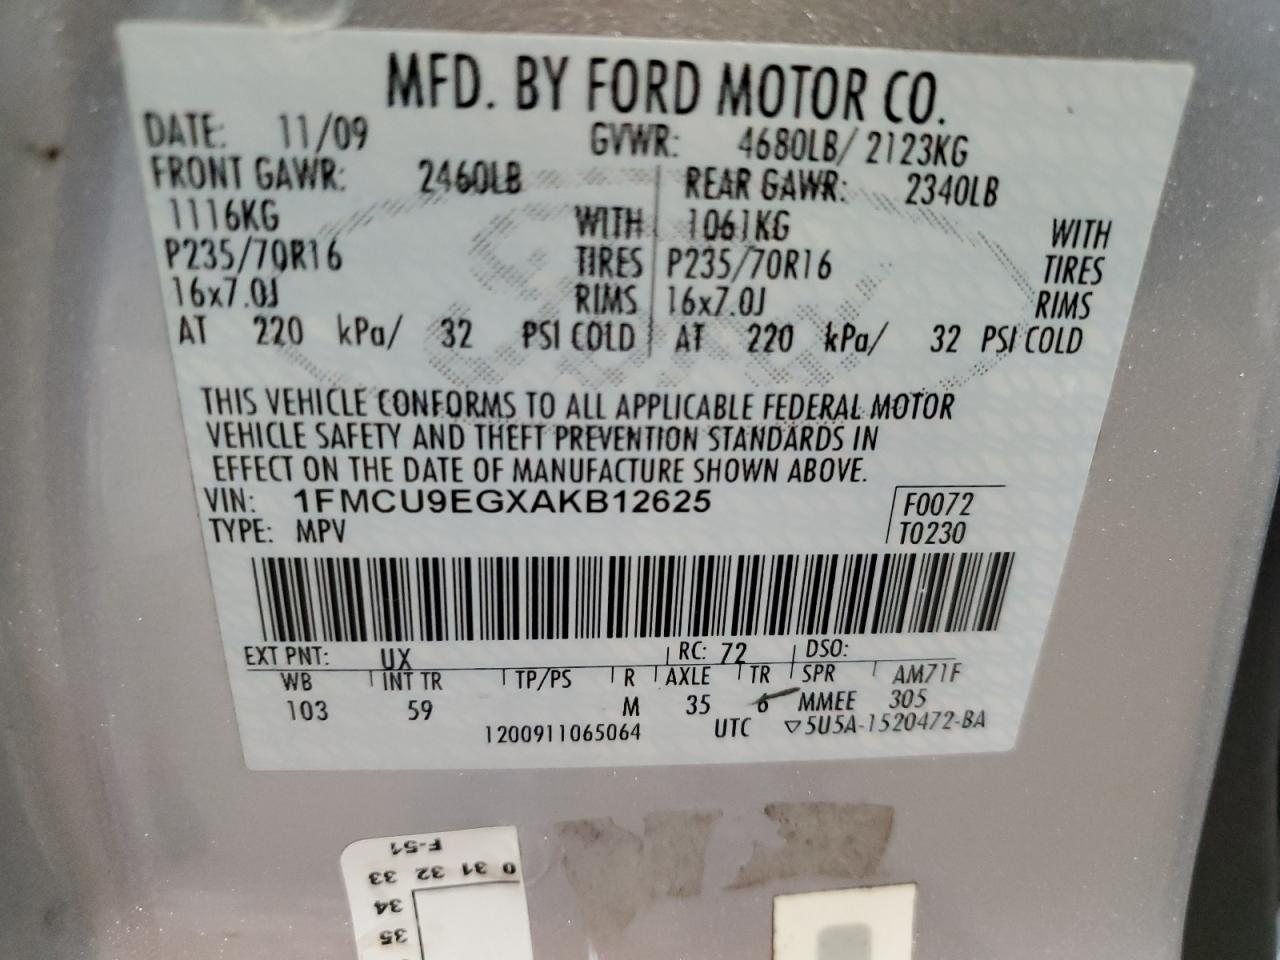 MFD. BY FORD MOTOR CO.
DATE: 11/09 GVWR: 4680LB/ 2123KG
FRONT GAWR: 2460LB REAR GAWR: 2340LB
1116KG WITH 1061KG WITH
P235/70R16 TIRES P235/70R16 TIRES
16x7.0J RIMS 16x7.0J RIMS
AT 220 kPa/ 32 PSI COLD AT 220 kPa/ 32 PSI COLD
THIS VEHICLE CONFORMS TO ALL APPLICABLE FEDERAL MOTOR
VEHICLE SAFETY AND THEFT PREVENTION STANDARDS IN
EFFECT ON THE DATE OF MANUFACTURE SHOWN ABOVE.
VIN: 1FMCU9EGXAKB12625 F0072
TYPE: MPV T0230
EXT PNT: UX RC: 72 DSO:
WB INT TR TP/PS R AXLE TR SPR AM71F
103 59 M 35 6 MMEE 305
1200911065064 UTC ▽5U5A-1520472-BA
F-51
0 31 32 33
34
35